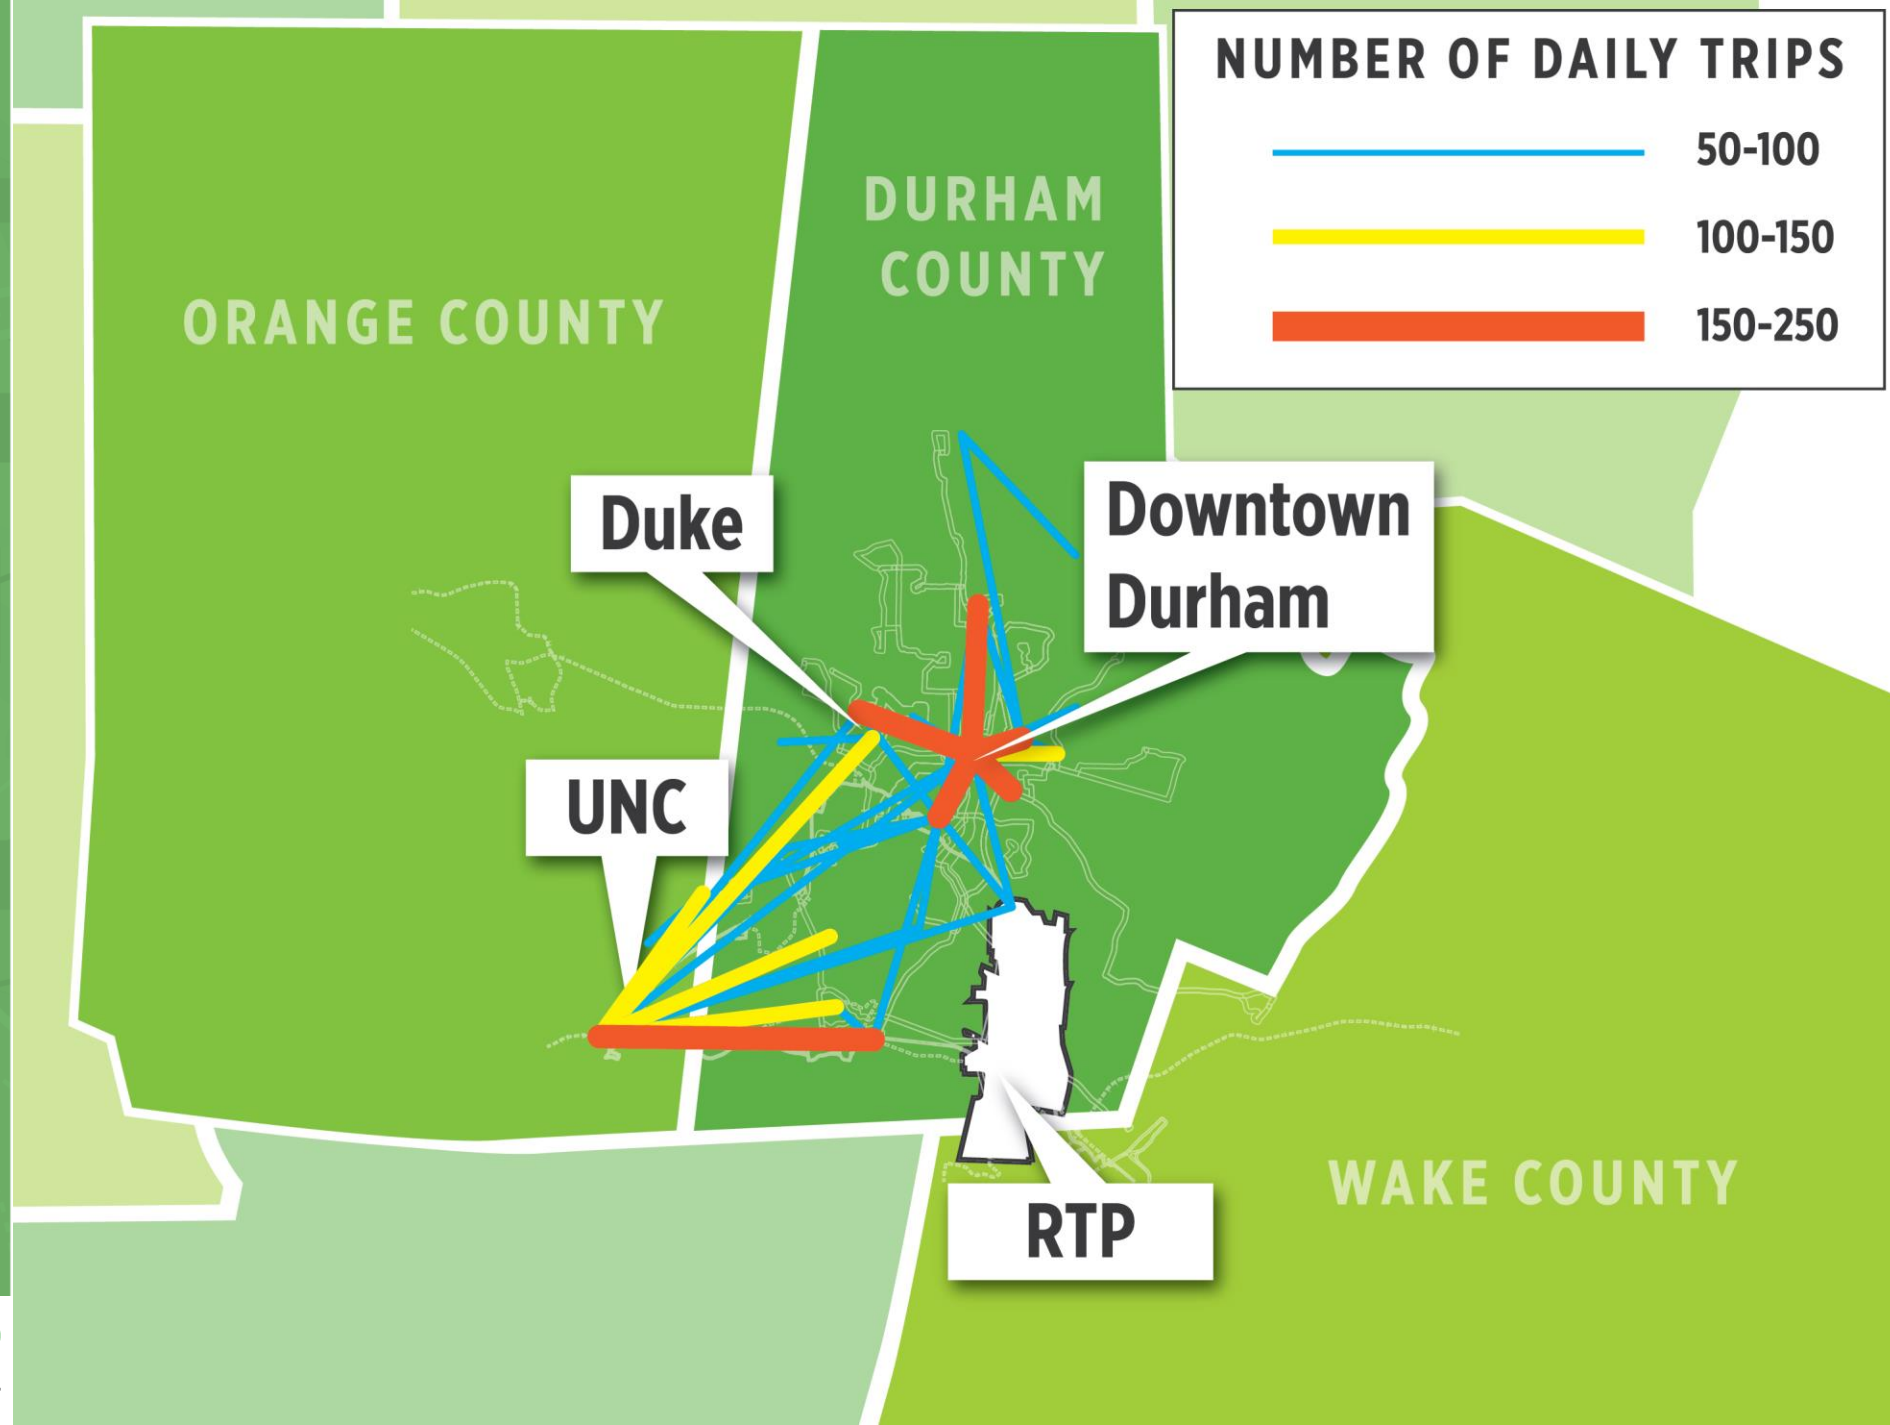 NUMBER OF DAILY TRIPS
50-100
100-150
150-250
DURHAM
COUNTY
ORANGE COUNTY
Duke
Downtown
Durham
UNC
RTP
WAKE COUNTY